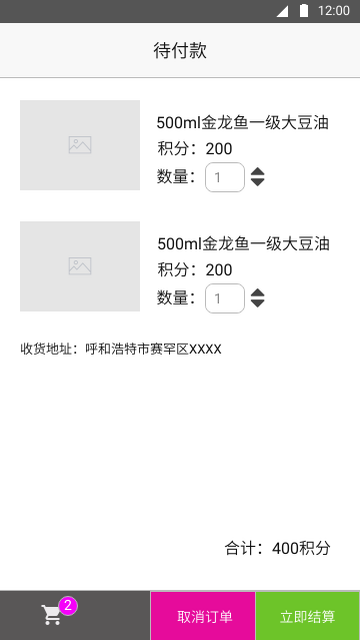 12:00
待付款
500ml金龙鱼一级大豆油
积分：200
数量： 1
500ml金龙鱼一级大豆油
积分：200
数量： 1
收货地址：呼和浩特市赛罕区XXXX
合计：400积分
2
取消订单
立即结算